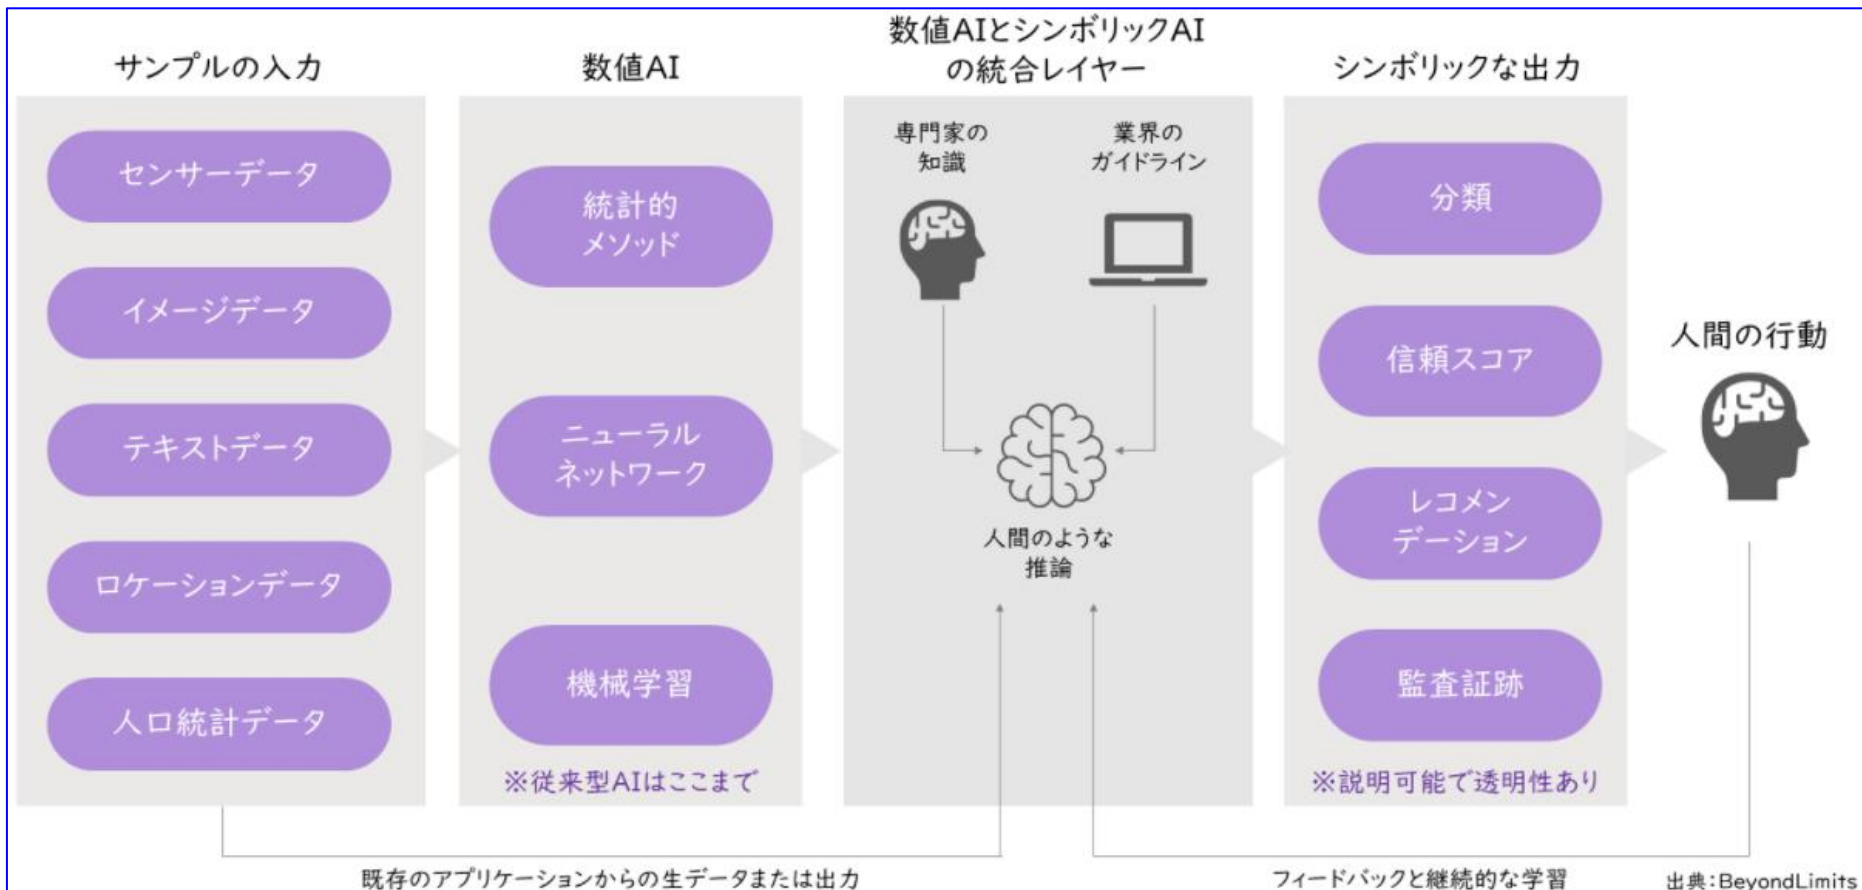 サンプルの入力
センサーデータ
イメージデータ
テキストデータ
ロケーションデータ
人口統計データ
数値AI
統計的
メソッド
ニューラル
ネットワーク
機械学習
※従来型AIはここまで
数値AIとシンボリックAI
の統合レイヤー
専門家の
知識
業界の
ガイドライン
人間のような
推論
シンボリックな出力
分類
信頼スコア
レコメン
デーション
監査証跡
※説明可能で透明性あり
人間の行動
既存のアプリケーションからの生データまたは出力
フィードバックと継続的な学習
出典：BeyondLimits